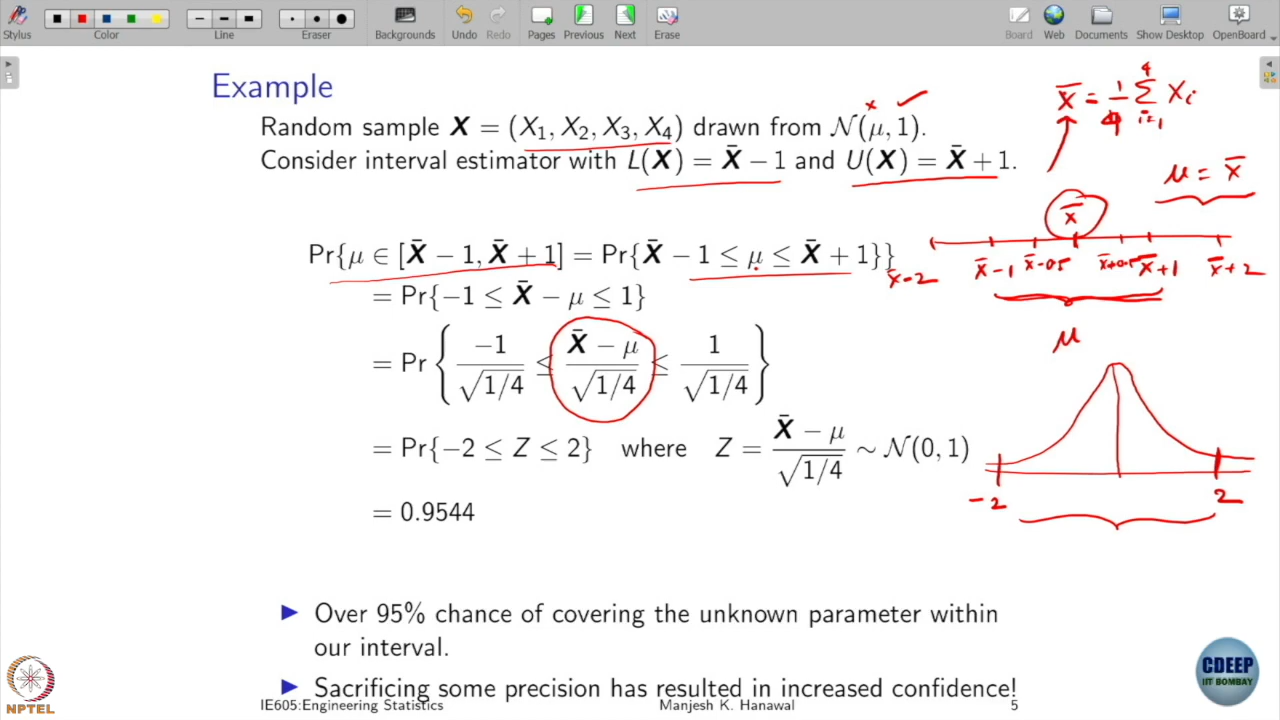 Stylus Color Line Eraser Backgrounds Undo Redo Pages Previous Next Erase Board Web Documents Show Desktop OpenBoard
Example
Random sample X = (X₁, X₂, X₃, X₄) drawn from 𝒩(μ, 1).
Consider interval estimator with L(X) = X̄ − 1 and U(X) = X̄ + 1.
Pr{μ ∈ [X̄ − 1, X̄ + 1] = Pr{X̄ − 1 ≤ μ ≤ X̄ + 1}}
= Pr{−1 ≤ X̄ − μ ≤ 1}
= Pr { −1/√1/4 ≤ X̄ − μ/√1/4 ≤ 1/√1/4 }
= Pr{−2 ≤ Z ≤ 2} where Z = X̄ − μ/√1/4 ∼ 𝒩(0, 1)
= 0.9544
x ✓
X̄ = 1/4 4∑i=1 Xi
μ = X̄
X̄
X̄-2 X̄-1 X̄-0.5 X̄+0.5 X̄+1 X̄+2
μ
-2 2
▶ Over 95% chance of covering the unknown parameter within
our interval.
▶ Sacrificing some precision has resulted in increased confidence!
IE605:Engineering Statistics Manjesh K. Hanawal 5
NPTEL
CDEEP
IIT BOMBAY